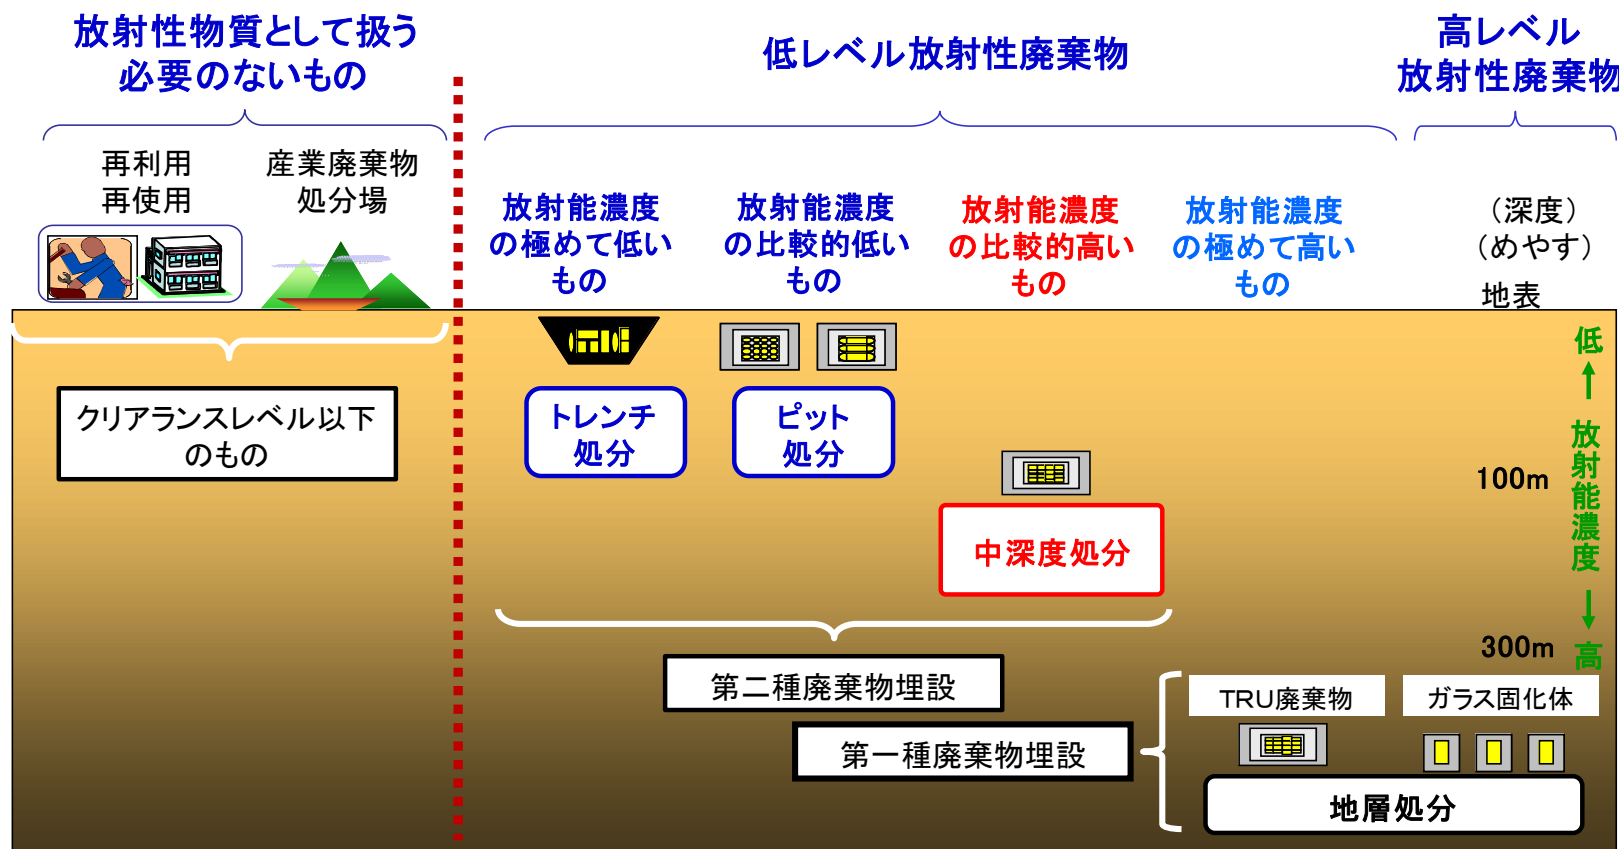 放射性物質として扱う
必要のないもの
低レベル放射性廃棄物
高レベル
放射性廃棄物
再利用
再使用
産業廃棄物
処分場
放射能濃度
の極めて低い
もの
放射能濃度
の比較的低い
もの
放射能濃度
の比較的高い
もの
放射能濃度
の極めて高い
もの
（深度）
（めやす）
地表
低
放射能濃度
高
クリアランスレベル以下
のもの
トレンチ
処分
ピット
処分
100m
中深度処分
300m
第二種廃棄物埋設
TRU廃棄物
ガラス固化体
第一種廃棄物埋設
地層処分